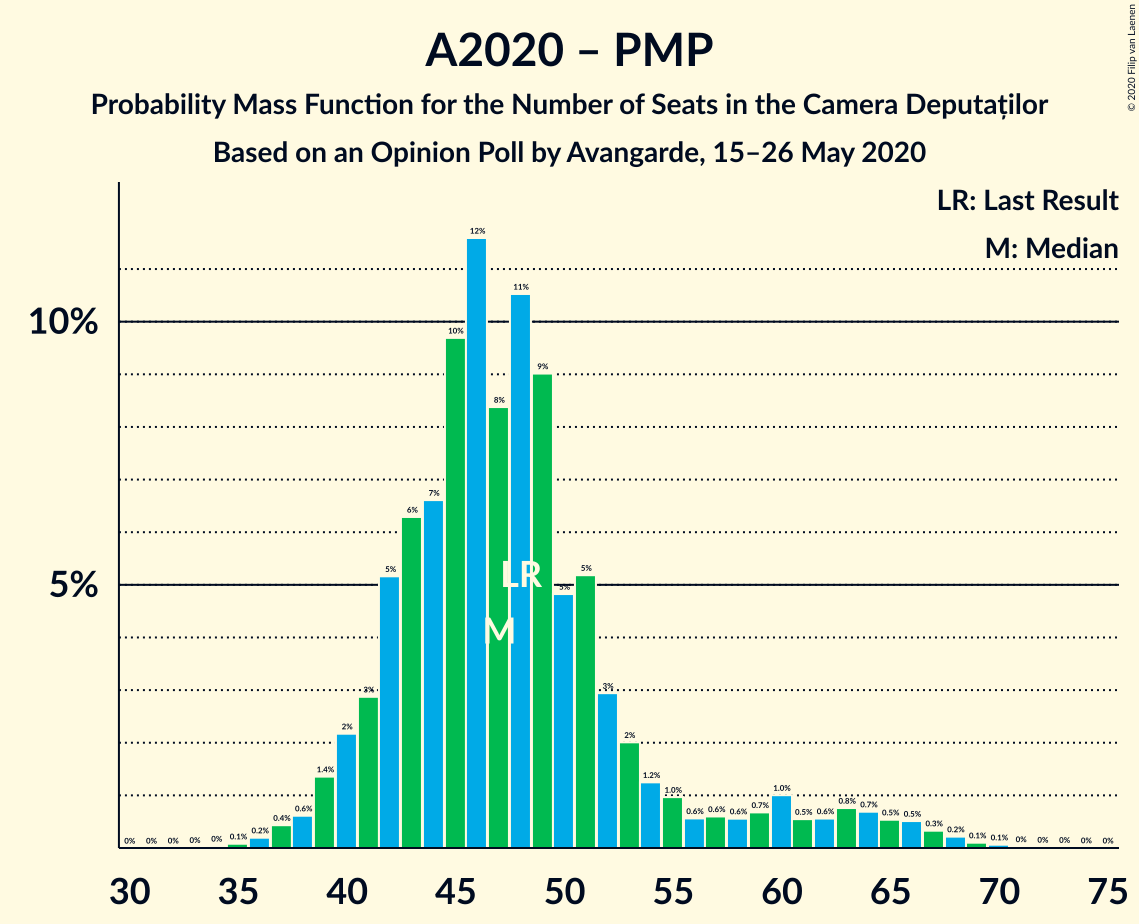 A2020 – PMP
Probability Mass Function for the Number of Seats in the Camera Deputaților
Based on an Opinion Poll by Avangarde, 15–26 May 2020
© 2020 Filip van Laenen
LR: Last Result
M: Median
10%
5%
0% 0% 0% 0% 0% 0.1% 0.2% 0.4% 0.6% 1.4% 2% 3% 5% 6% 7% 10% 12% 8% 11% 9% 5% 5% 3% 2% 1.2% 1.0% 0.6% 0.6% 0.6% 0.7% 1.0% 0.5% 0.6% 0.8% 0.7% 0.5% 0.5% 0.3% 0.2% 0.1% 0.1% 0% 0% 0% 0% 0%
LR
M
30 35 40 45 50 55 60 65 70 75